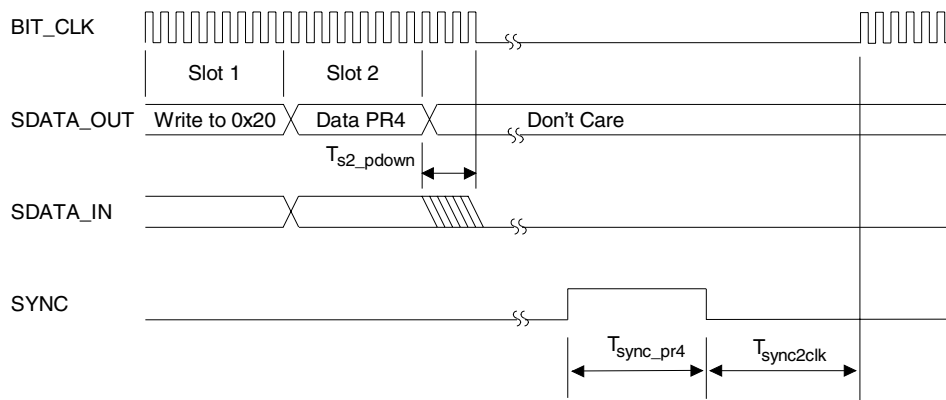 BIT_CLK
Slot 1 Slot 2
SDATA_OUT Write to 0x20 Data PR4 Don't Care
Ts2_pdown
SDATA_IN
SYNC
Tsync_pr4 Tsync2clk